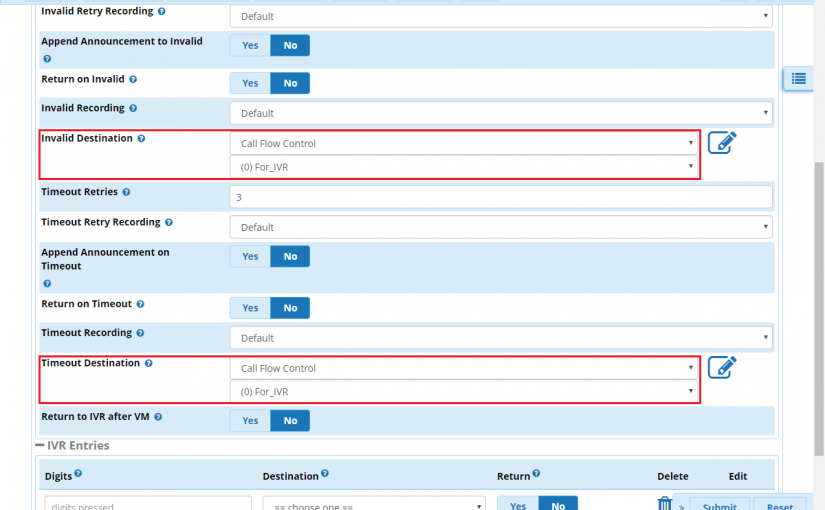 Invalid Retry Recording ?
Default
Append Announcement to Invalid
?
Yes No
Return on Invalid ?
Yes No
Invalid Recording ?
Default
Invalid Destination ?
Call Flow Control
(0) For_IVR
Timeout Retries ?
3
Timeout Retry Recording ?
Default
Append Announcement on
Timeout
?
Yes No
Return on Timeout ?
Yes No
Timeout Recording ?
Default
Timeout Destination ?
Call Flow Control
(0) For_IVR
Return to IVR after VM ?
Yes No
IVR Entries
Digits ? Destination ? Return ? Delete Edit
digits pressed == choose one == Yes No » Submit Reset